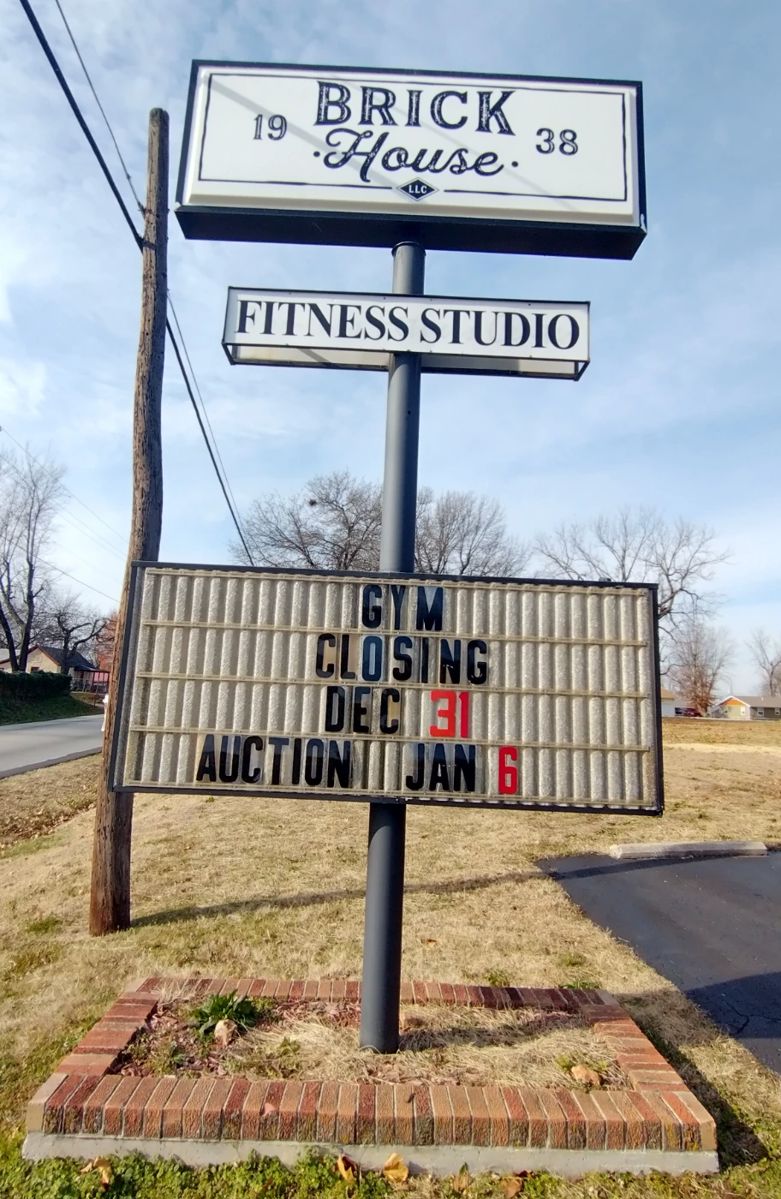 BRICK
19 House 38
LLC
FITNESS STUDIO
GYM
CLOSING
DEC 31
AUCTION JAN 6